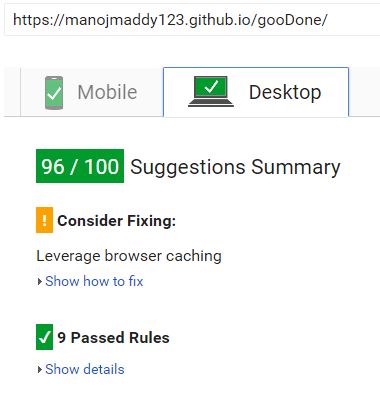 https://manojmaddy123.github.io/gooDone/
Mobile
Desktop
96 / 100 Suggestions Summary
! Consider Fixing:
Leverage browser caching
Show how to fix
9 Passed Rules
Show details